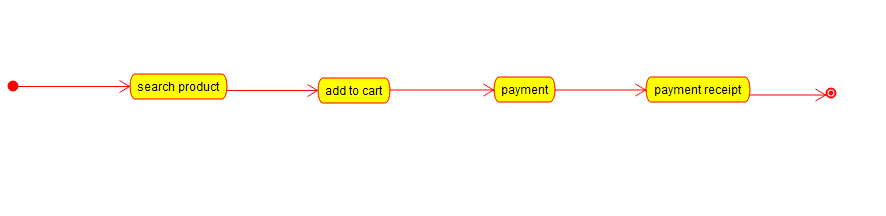 search product
add to cart
payment
payment receipt